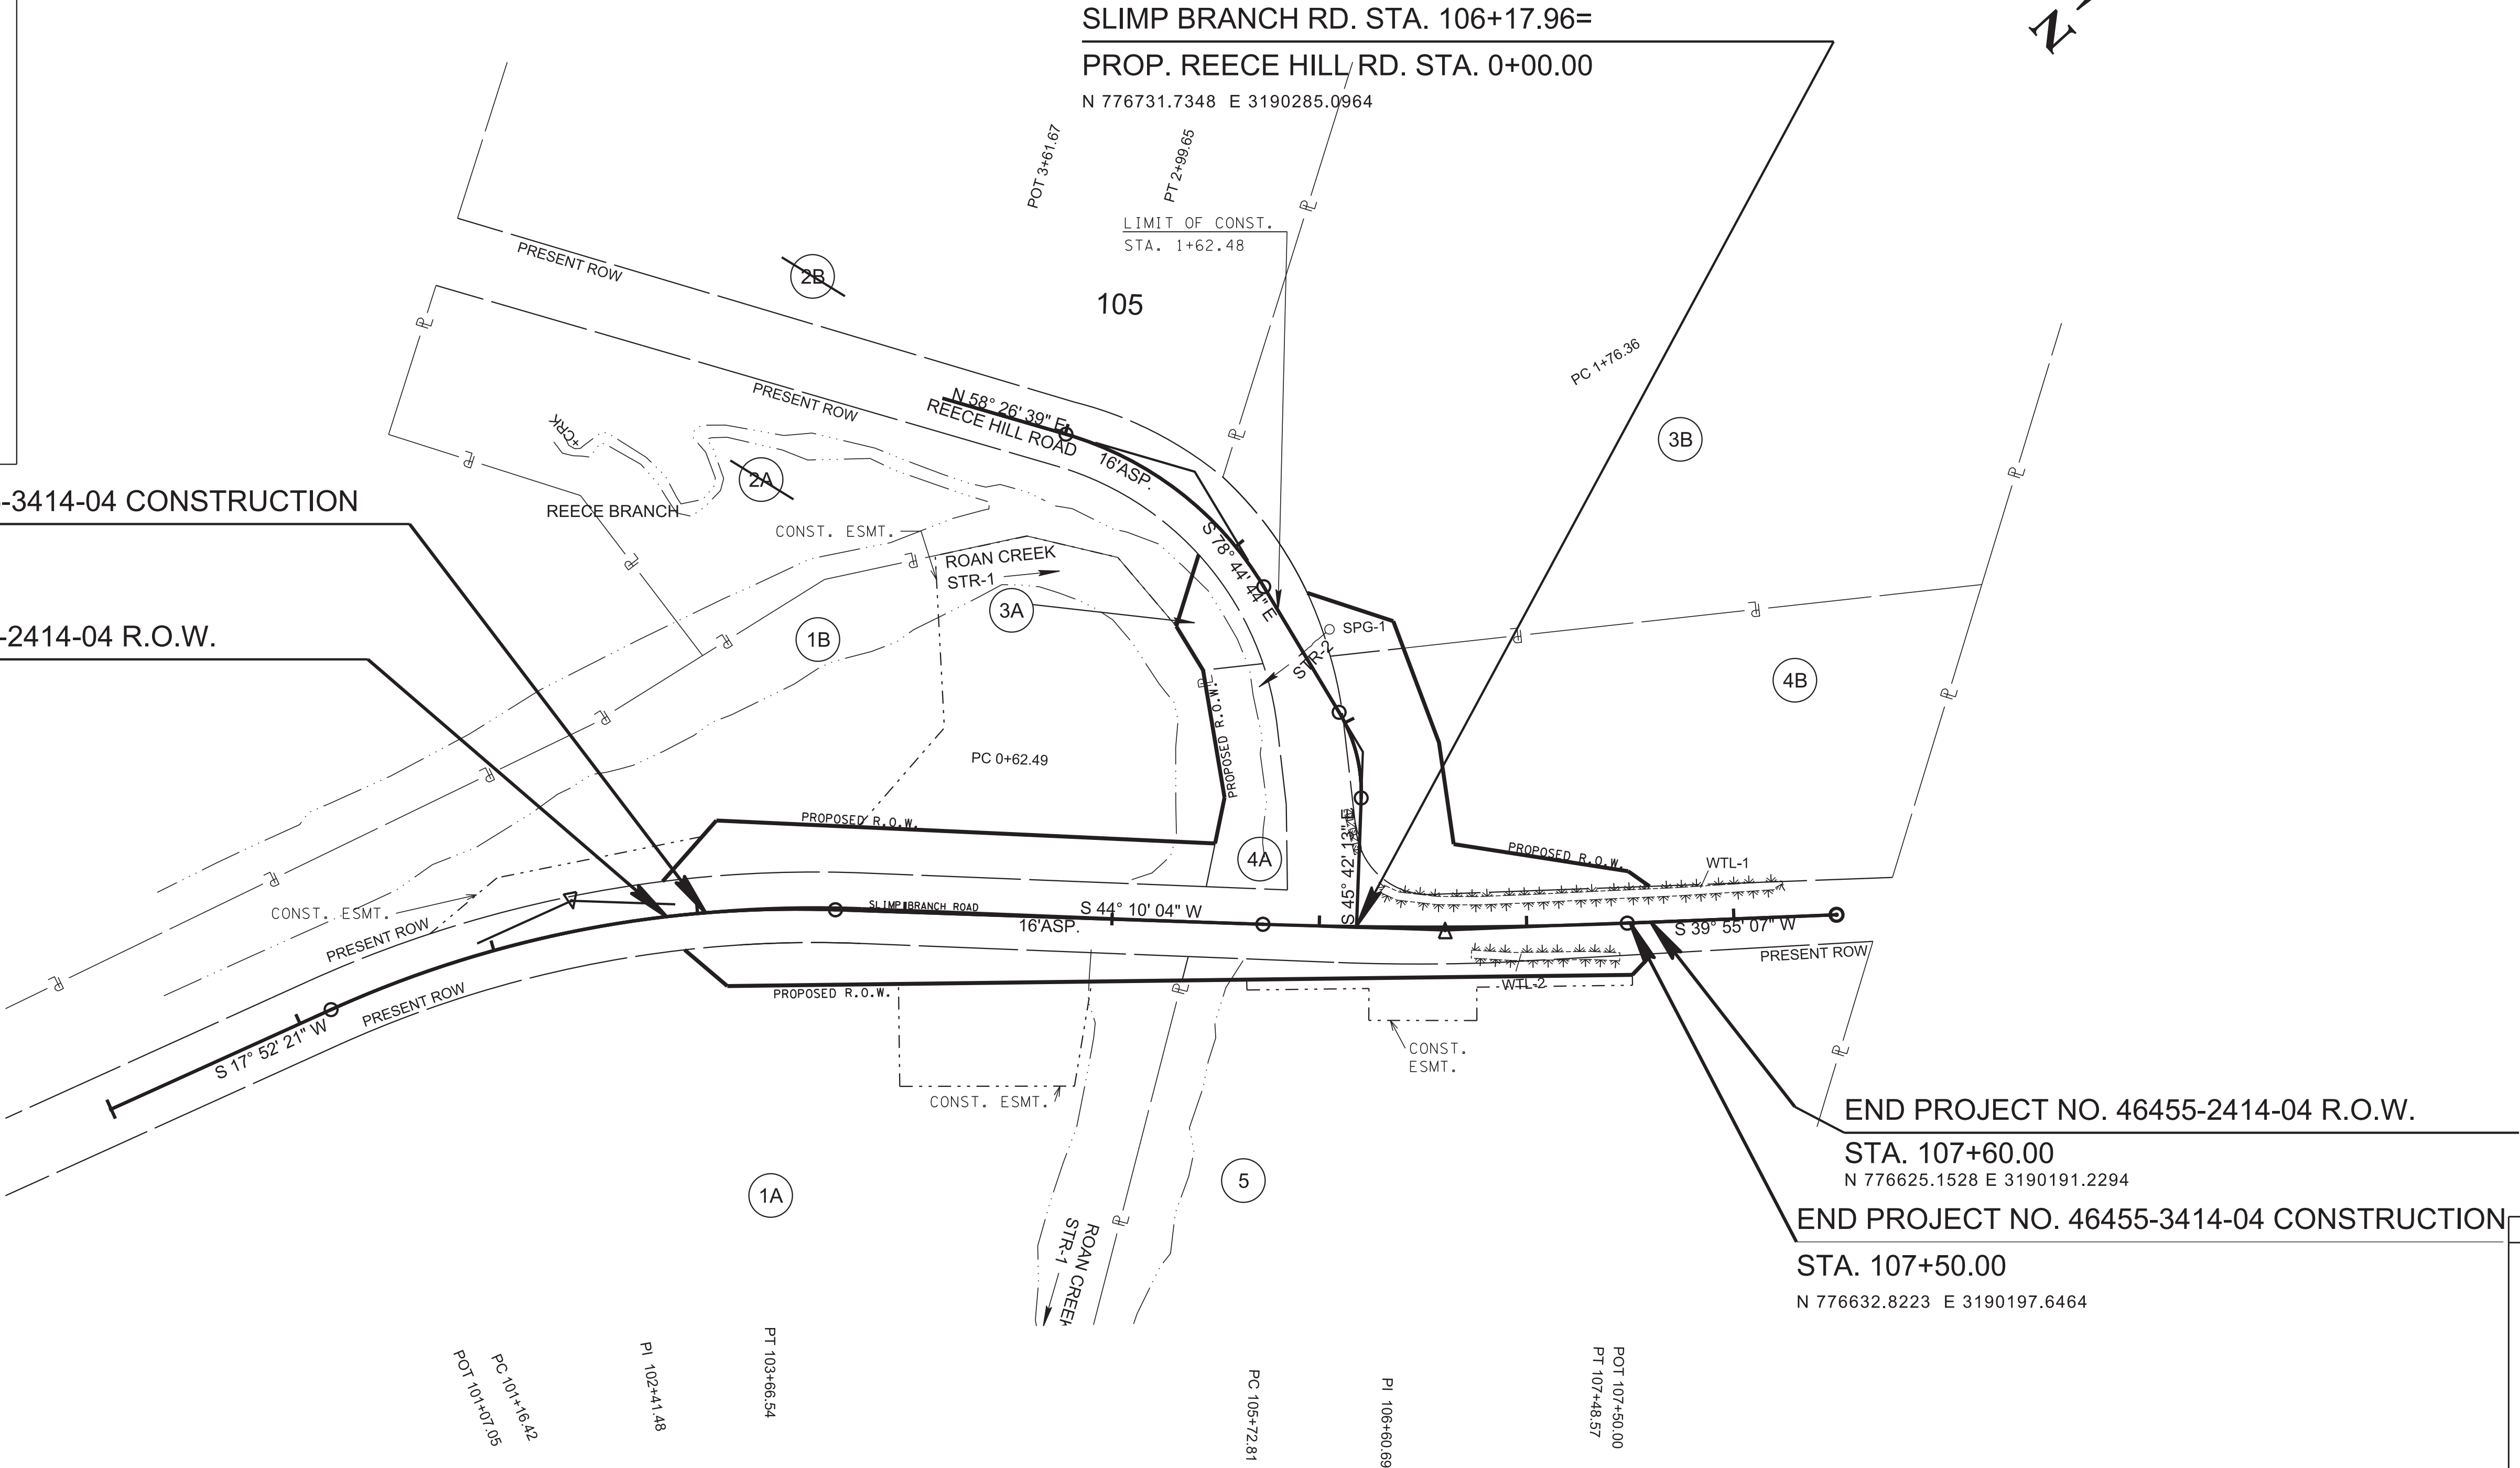 SLIMP BRANCH RD. STA. 106+17.96=
PROP. REECE HILL RD. STA. 0+00.00
N 776731.7348 E 3190285.0964
N
POT 3+61.67
PT 2+99.65
LIMIT OF CONST.
STA. 1+62.48
PRESENT ROW
2B
105
PC 1+76.36
PRESENT ROW
N 58° 26' 39" E
REECE HILL ROAD
16'ASP.
3B
+CRK
2A
REECE BRANCH
-3414-04 CONSTRUCTION
CONST. ESMT.
ROAN CREEK
STR-1
S 78° 44' 44" E
3A
1B
-2414-04 R.O.W.
SPG-1
STR-2
4B
PROPOSED R.O.W.
PC 0+62.49
PROPOSED R.O.W.
S 45° 42' 13" E
PROPOSED R.O.W.
WTL-1
4A
CONST. ESMT.
PRESENT ROW
SLIMP BRANCH ROAD
S 44° 10' 04" W
16'ASP.
S 39° 55' 07" W
PRESENT ROW
PRESENT ROW
PROPOSED R.O.W.
WTL-2
S 17° 52' 21" W
CONST.
ESMT.
CONST. ESMT.
END PROJECT NO. 46455-2414-04 R.O.W.
STA. 107+60.00
N 776625.1528 E 3190191.2294
1A
5
END PROJECT NO. 46455-3414-04 CONSTRUCTION
STA. 107+50.00
N 776632.8223 E 3190197.6464
ROAN CREEK
STR-1
POT 101+07.05
PC 101+16.42
PI 102+41.48
PT 103+66.54
PC 105+72.81
PI 106+60.69
PT 107+48.57
POT 107+50.00